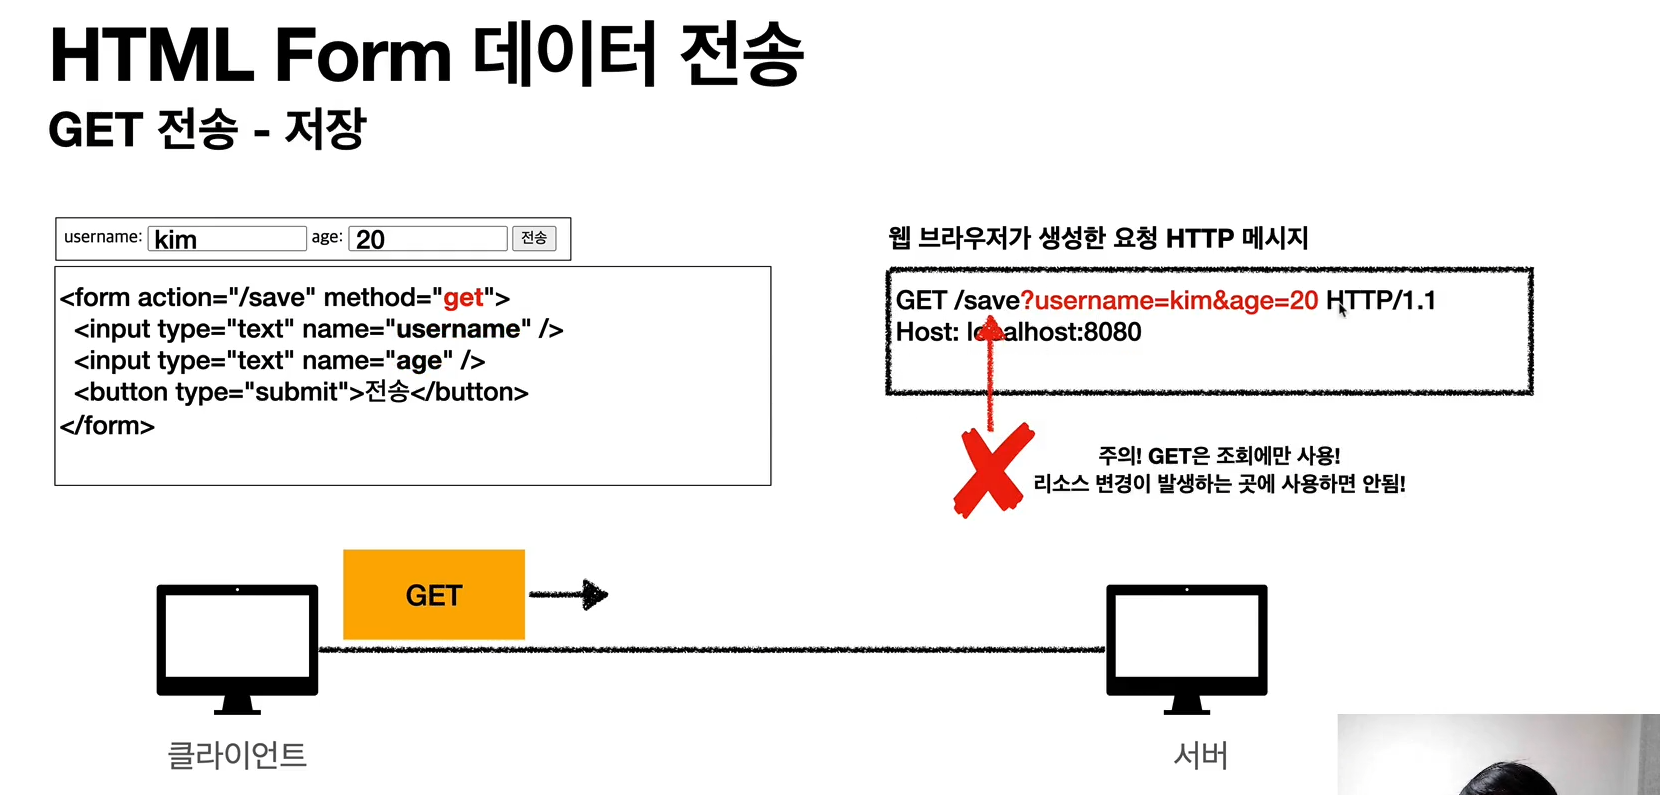 HTML Form 데이터 전송
GET 전송 - 저장
username: kim age: 20 전송
<form action="/save" method="get">
<input type="text" name="username" />
<input type="text" name="age" />
<button type="submit">전송</button>
</form>
웹 브라우저가 생성한 요청 HTTP 메시지
GET /save?username=kim&age=20 HTTP/1.1
Host: localhost:8080
주의! GET은 조회에만 사용!
리소스 변경이 발생하는 곳에 사용하면 안됨!
GET
클라이언트
서버